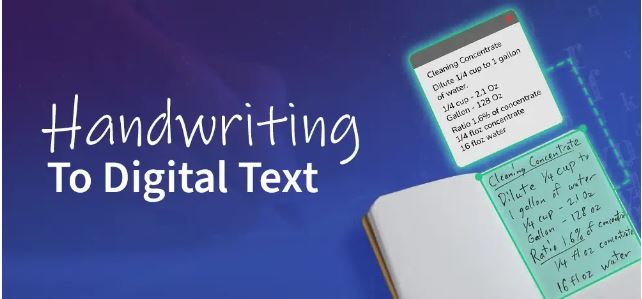 Handwriting
To Digital Text
Cleaning Concentrate
Dilute 1/4 cup to 1 gallon
of water.
1/4 cup - 2.1 Oz
Gallon - 128 Oz
Ratio 1.6% of concentrate
1/4 floz concentrate
16 floz water
Cleaning Concentrate
Dilute 1/4 cup to
1 gallon of water
1/4 cup - 2.1 oz
Gallon - 128 oz
Ratio 1.6% of concentrate
1/4 fl oz concentrate
16 fl oz water